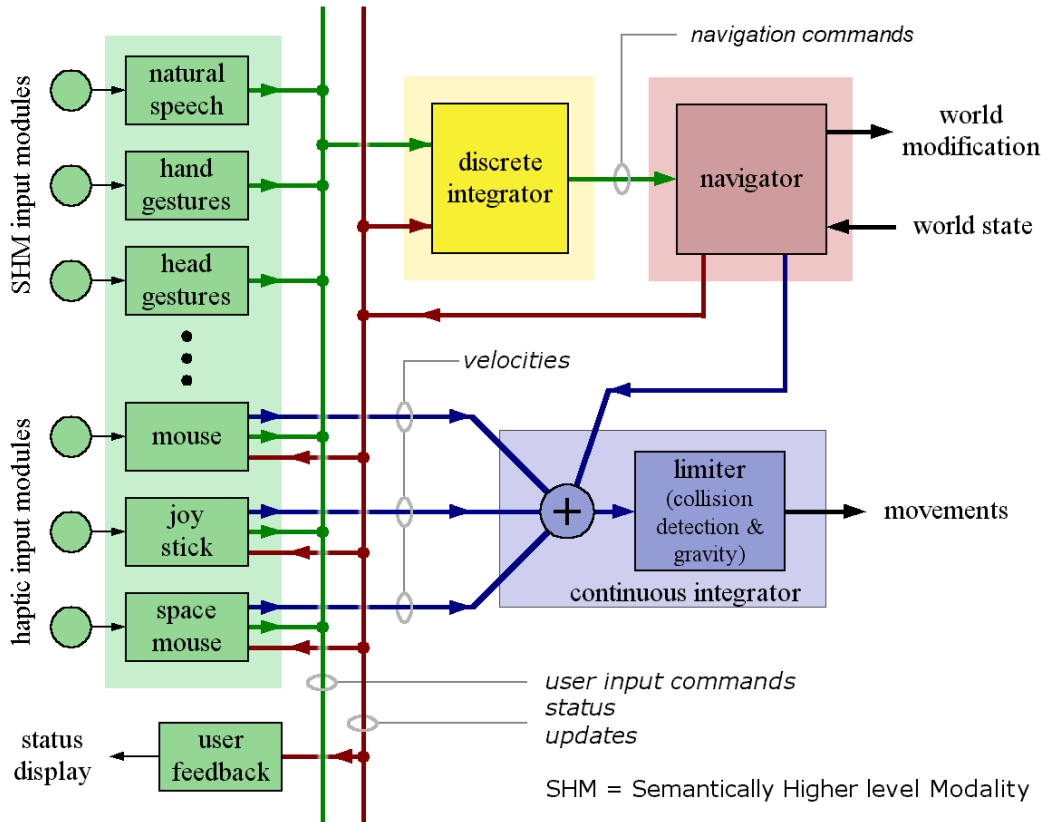 navigation commands
SHM input modules
natural
speech
hand
gestures
head
gestures
discrete
integrator
navigator
world
modification
world state
velocities
haptic input modules
mouse
joy
stick
space
mouse
+
limiter
(collision
detection &
gravity)
continuous integrator
movements
user input commands
status
updates
status
display
user
feedback
SHM = Semantically Higher level Modality